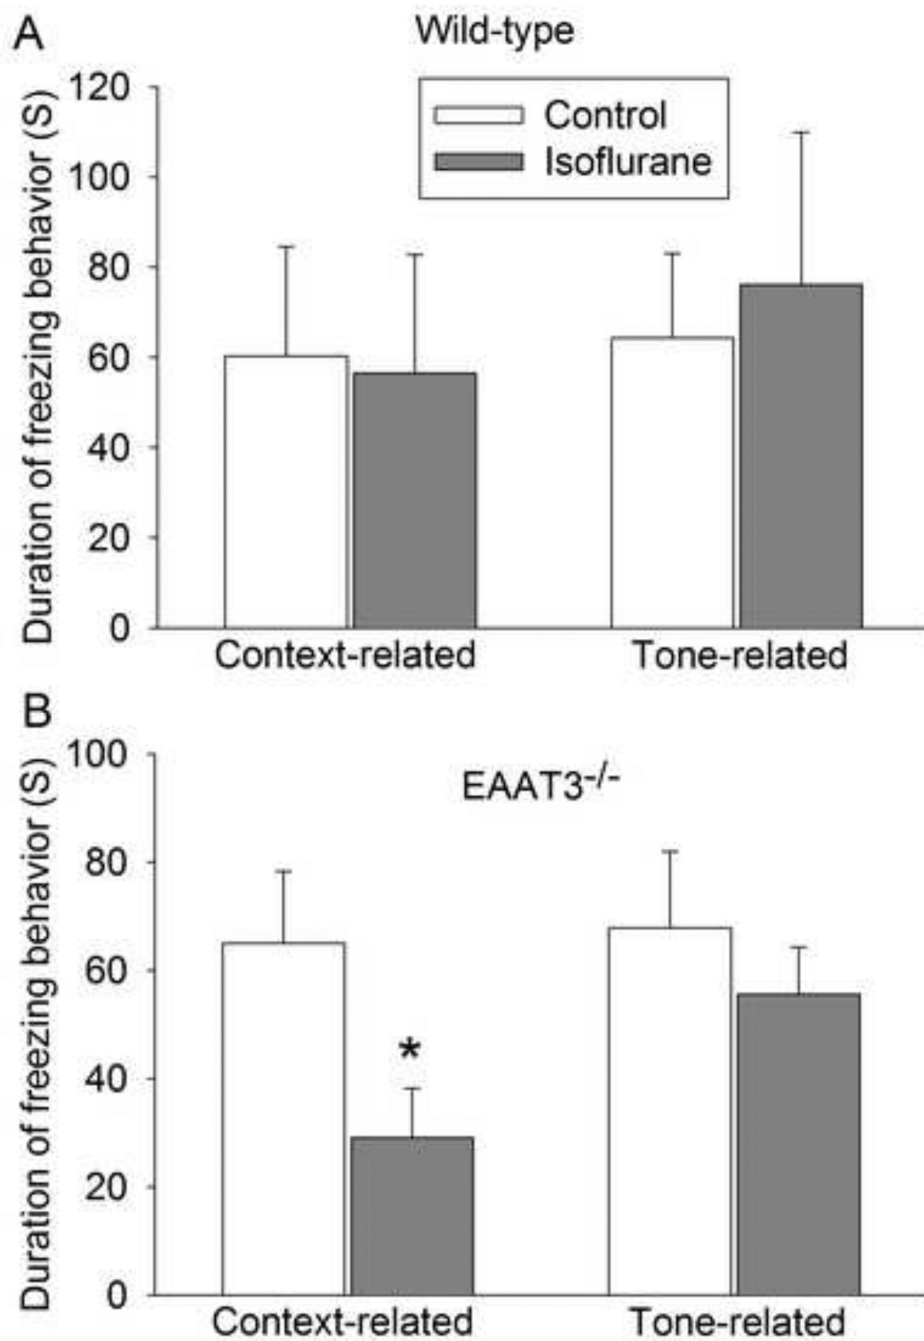 A
Wild-type
Control
Isoflurane
Duration of freezing behavior (S)
120
100
80
60
40
20
0
Context-related Tone-related
B
EAAT3-/-
Duration of freezing behavior (S)
100
80
60
40
20
0
*
Context-related Tone-related